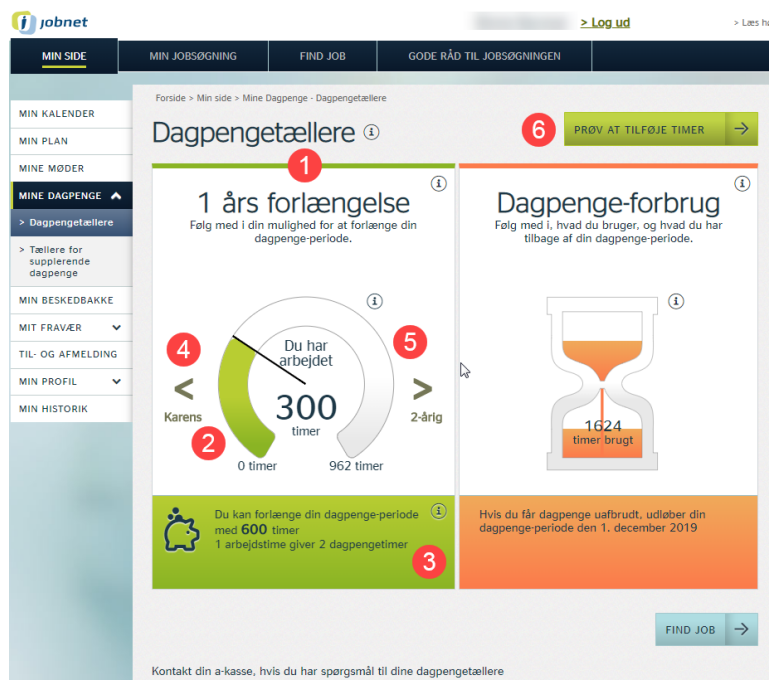 jobnet
> Log ud
> Læs
MIN SIDE
MIN JOBSØGNING
FIND JOB
GODE RÅD TIL JOBSØGNINGEN
MIN KALENDER
MIN PLAN
MINE MØDER
MINE DAGPENGE
> Dagpengetællere
> Tællere for
supplerende
dagpenge
MIN BESKEDBAKKE
MIT FRAVÆR
TIL- OG AFMELDING
MIN PROFIL
MIN HISTORIK
Forside > Min side > Mine Dagpenge - Dagpengetællere
Dagpengetællere i
6
PRØV AT TILFØJE TIMER
1
i
1 års forlængelse
Følg med i din mulighed for at forlænge din
dagpenge-periode.
i
4
5
Du har
arbejdet
300
timer
<
Karens
>
2-årig
2
0 timer
962 timer
Du kan forlænge din dagpenge-periode
med 600 timer
1 arbejdstime giver 2 dagpengetimer
i
3
i
Dagpenge-forbrug
Følg med i, hvad du bruger, og hvad du har
tilbage af din dagpenge-periode.
i
1624
timer brugt
Hvis du får dagpenge uafbrudt, udløber din
dagpenge-periode den 1. december 2019
FIND JOB
Kontakt din a-kasse, hvis du har spørgsmål til dine dagpengetællere